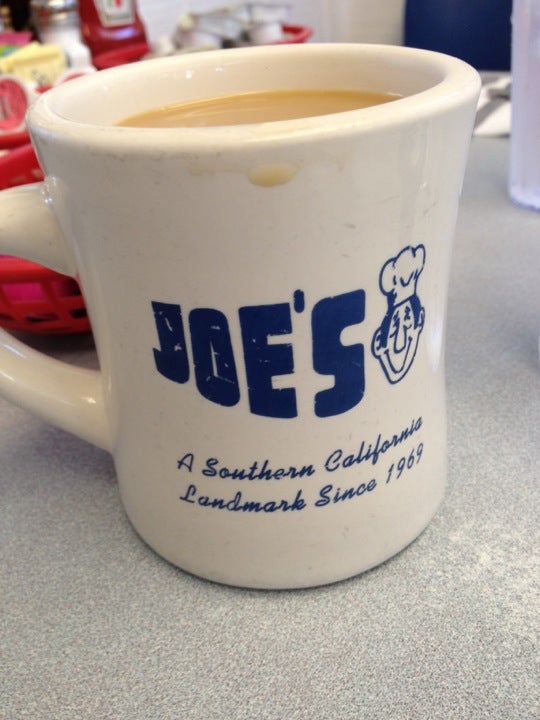 JOE'S
A Southern California
Landmark Since 1969